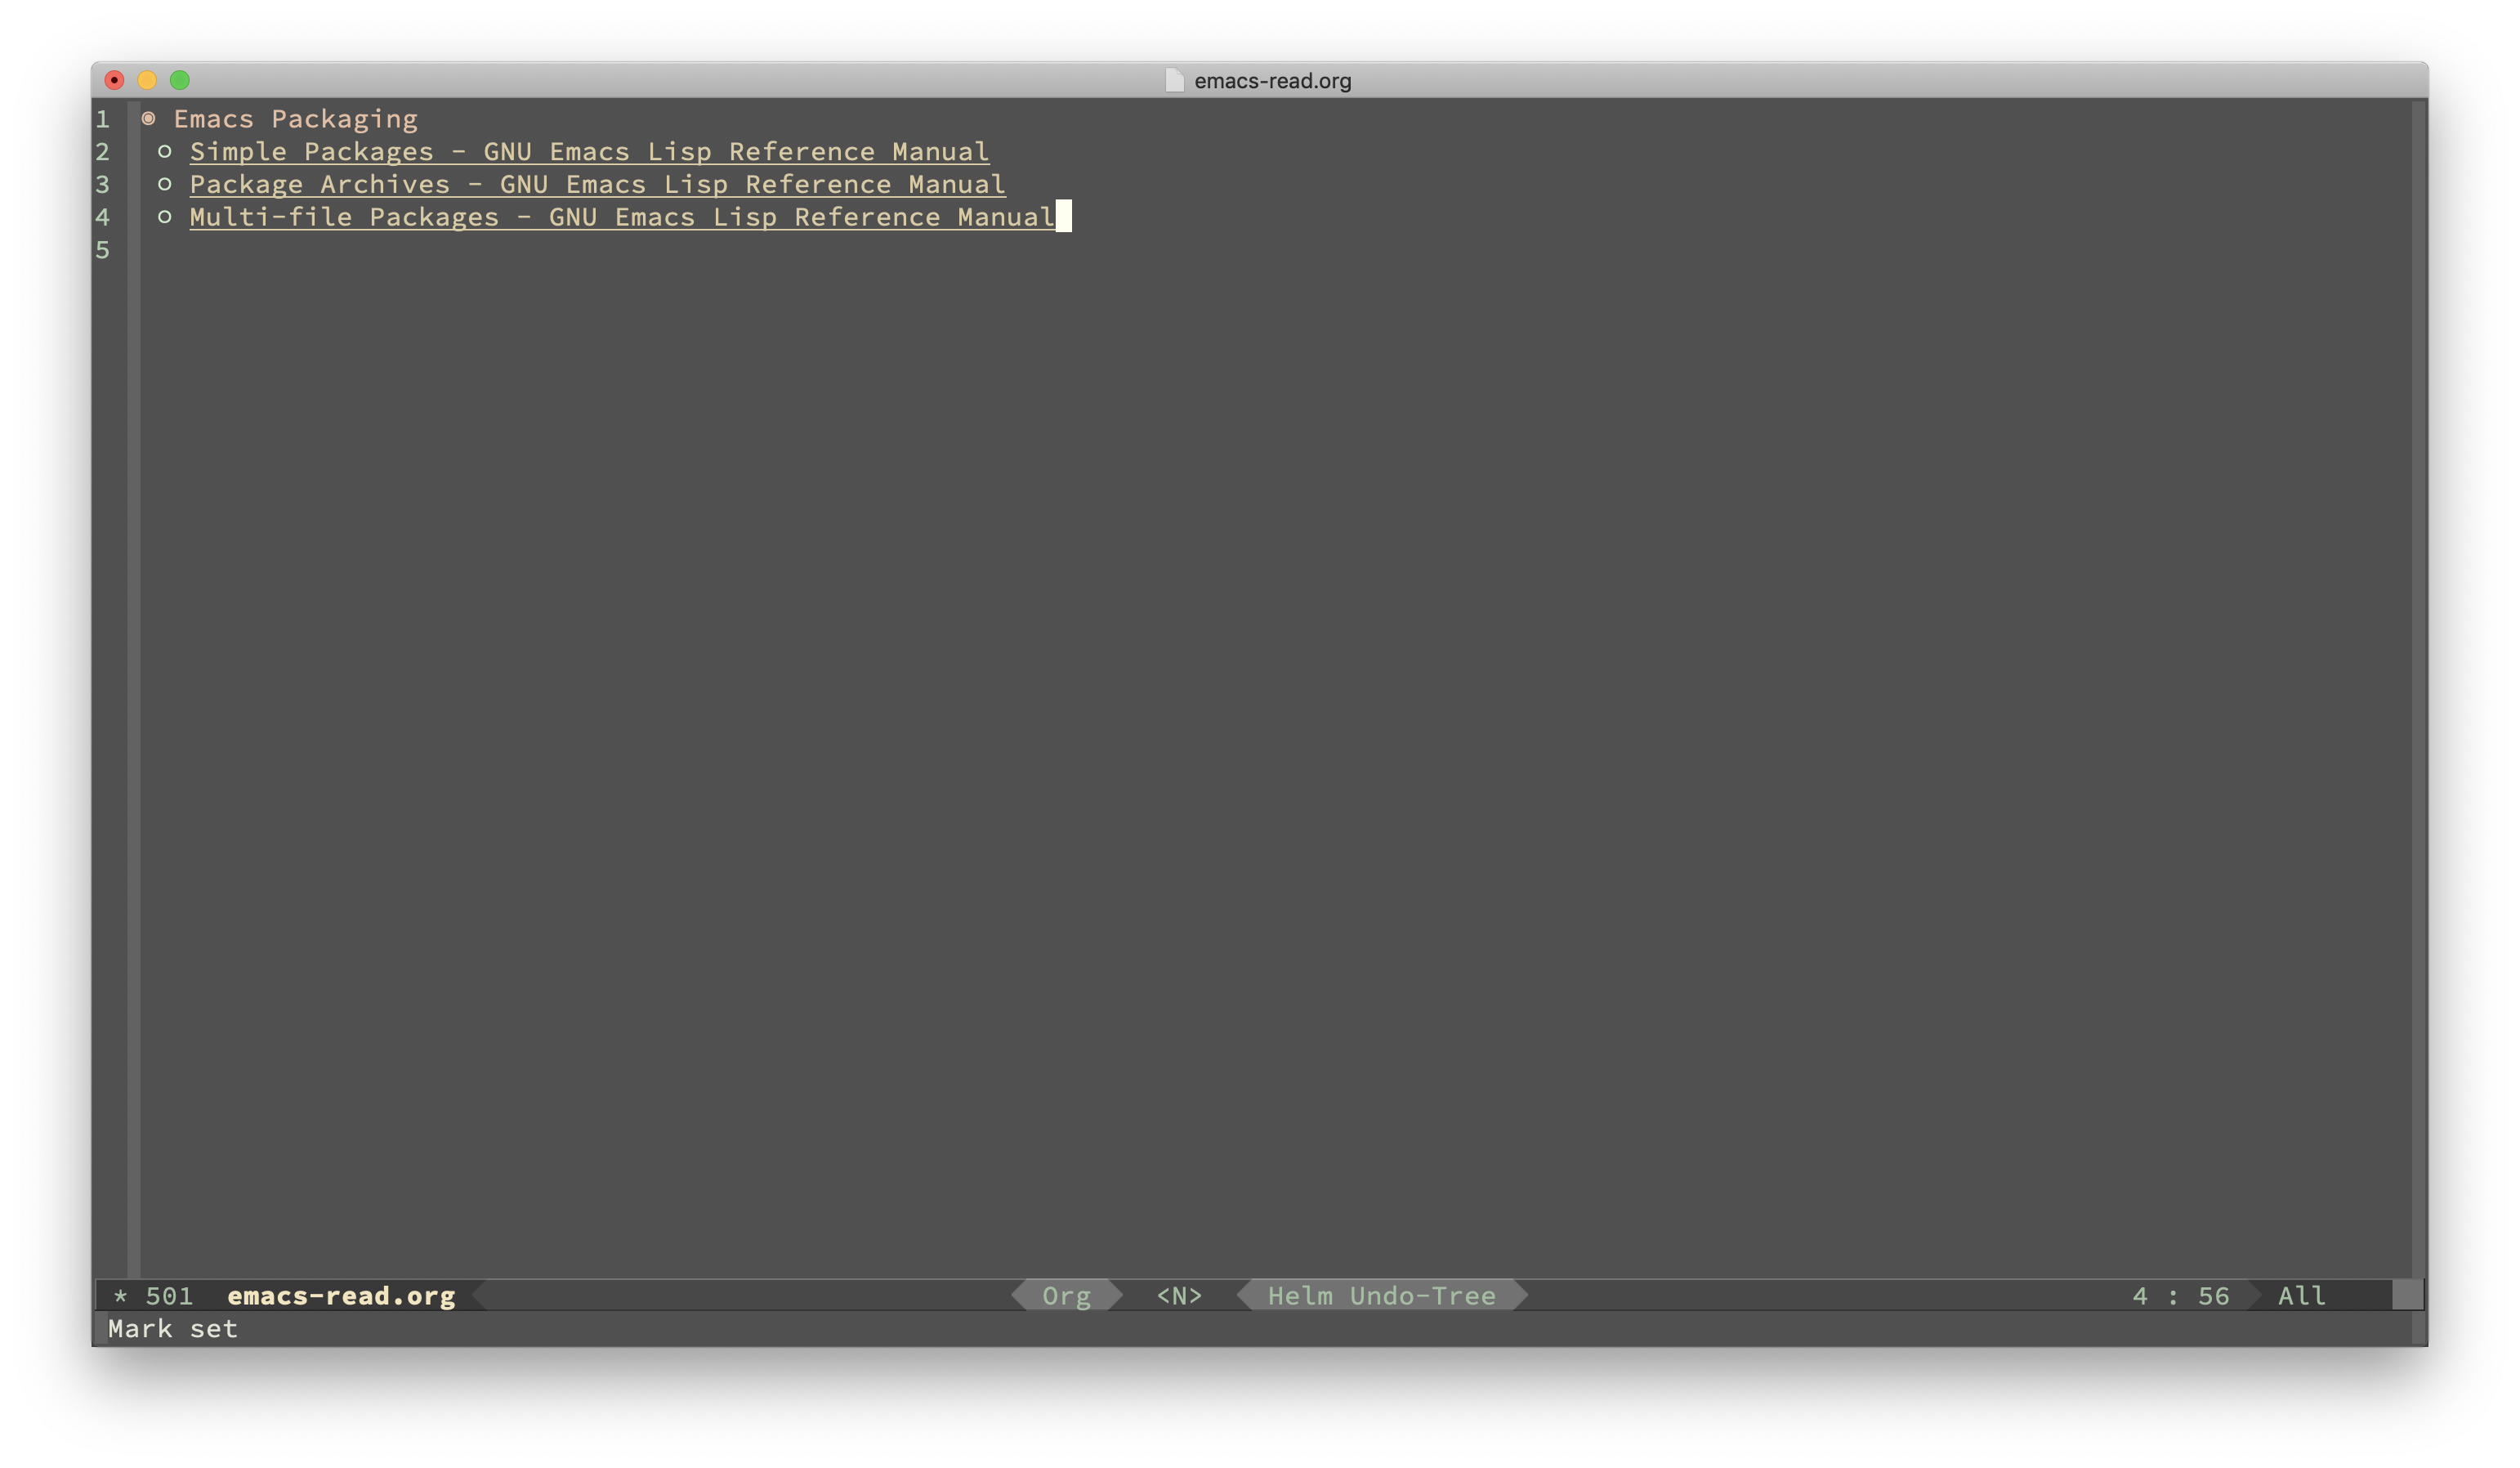 emacs-read.org
1 ◉ Emacs Packaging
2 ○ Simple Packages - GNU Emacs Lisp Reference Manual
3 ○ Package Archives - GNU Emacs Lisp Reference Manual
4 ○ Multi-file Packages - GNU Emacs Lisp Reference Manual
5
* 501 emacs-read.org Org <N> Helm Undo-Tree 4 : 56 All
Mark set